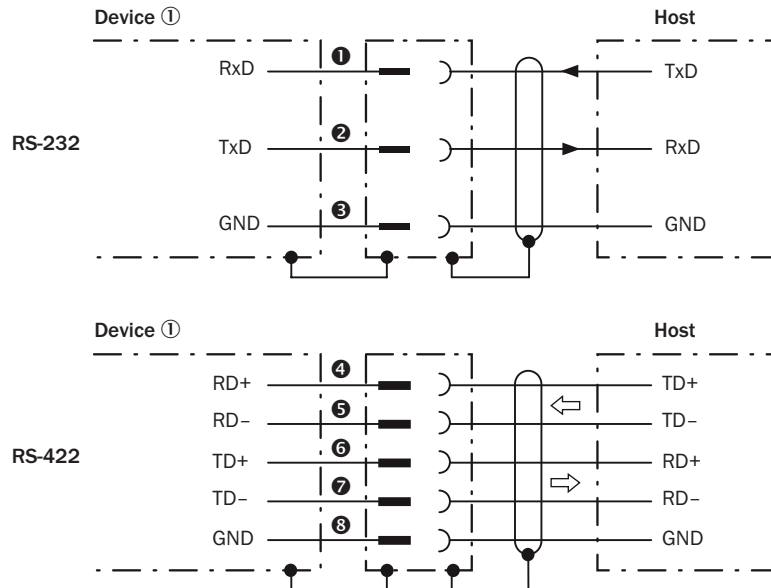 Device ① Host
RxD ❶ TxD
RS-232 TxD ❷ RxD
GND ❸ GND
Device ① Host
RD+ ❹ TD+
RD– ❺ TD–
RS-422 TD+ ❻ RD+
TD– ❼ RD–
GND ❽ GND